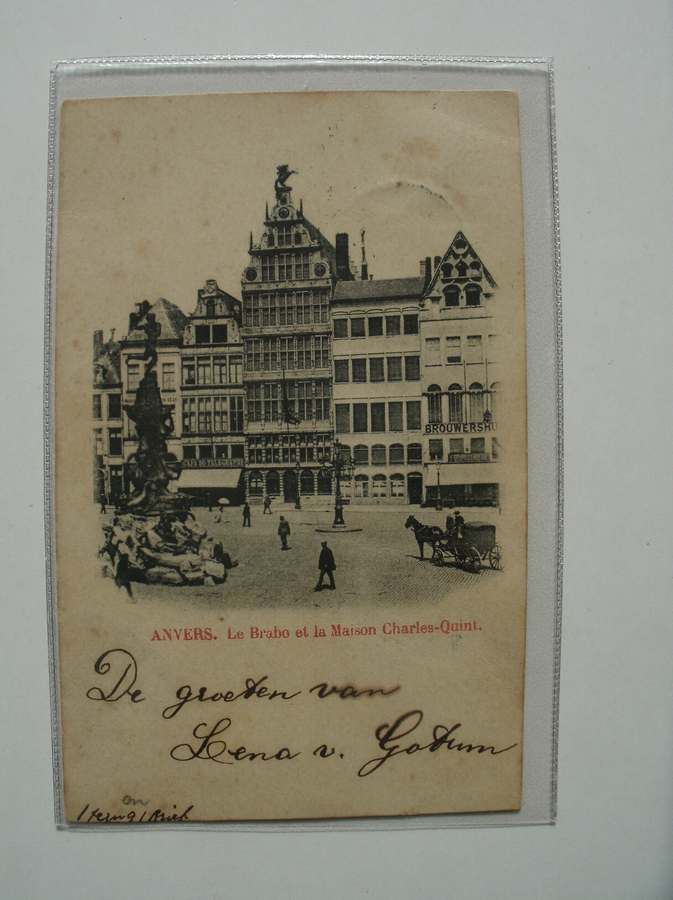 BROUWERSHU
ANVERS. Le Brabo et la Maison Charles-Quint.
De groeten van
Lena v. Gotum